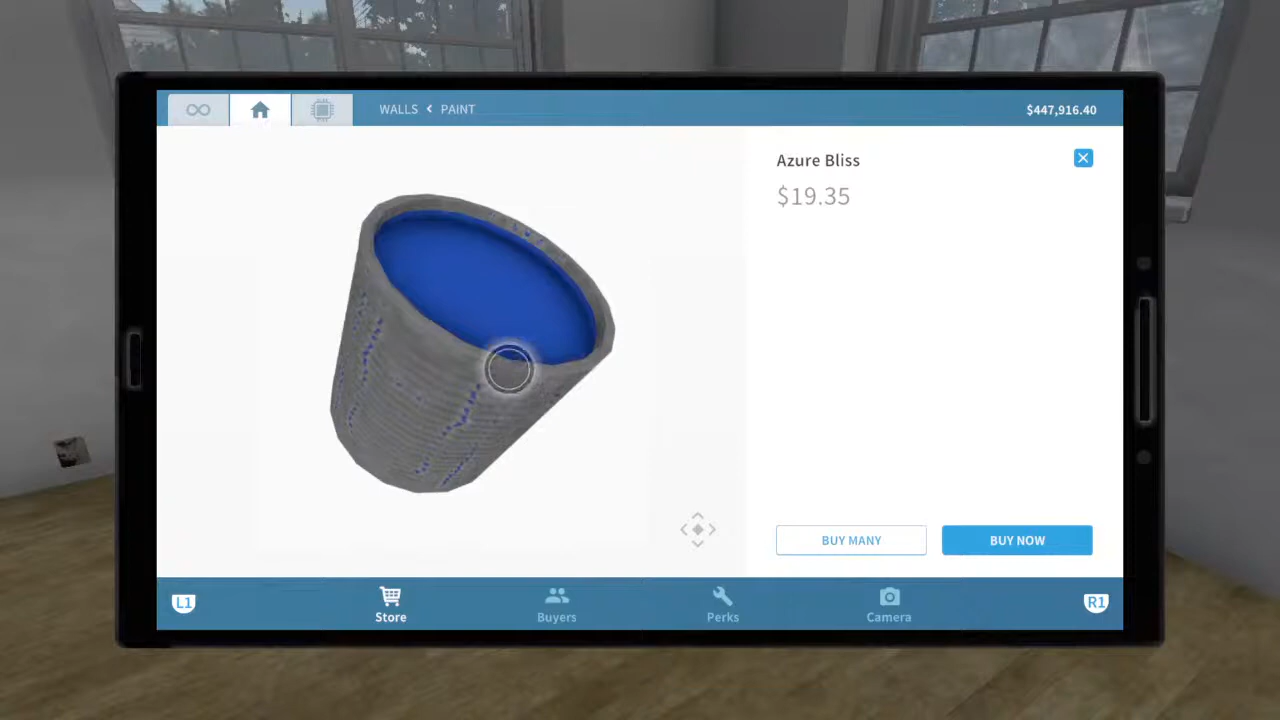 WALLS < PAINT
$447,916.40
Azure Bliss
$19.35
BUY MANY
BUY NOW
L1
Store
Buyers
Perks
Camera
R1